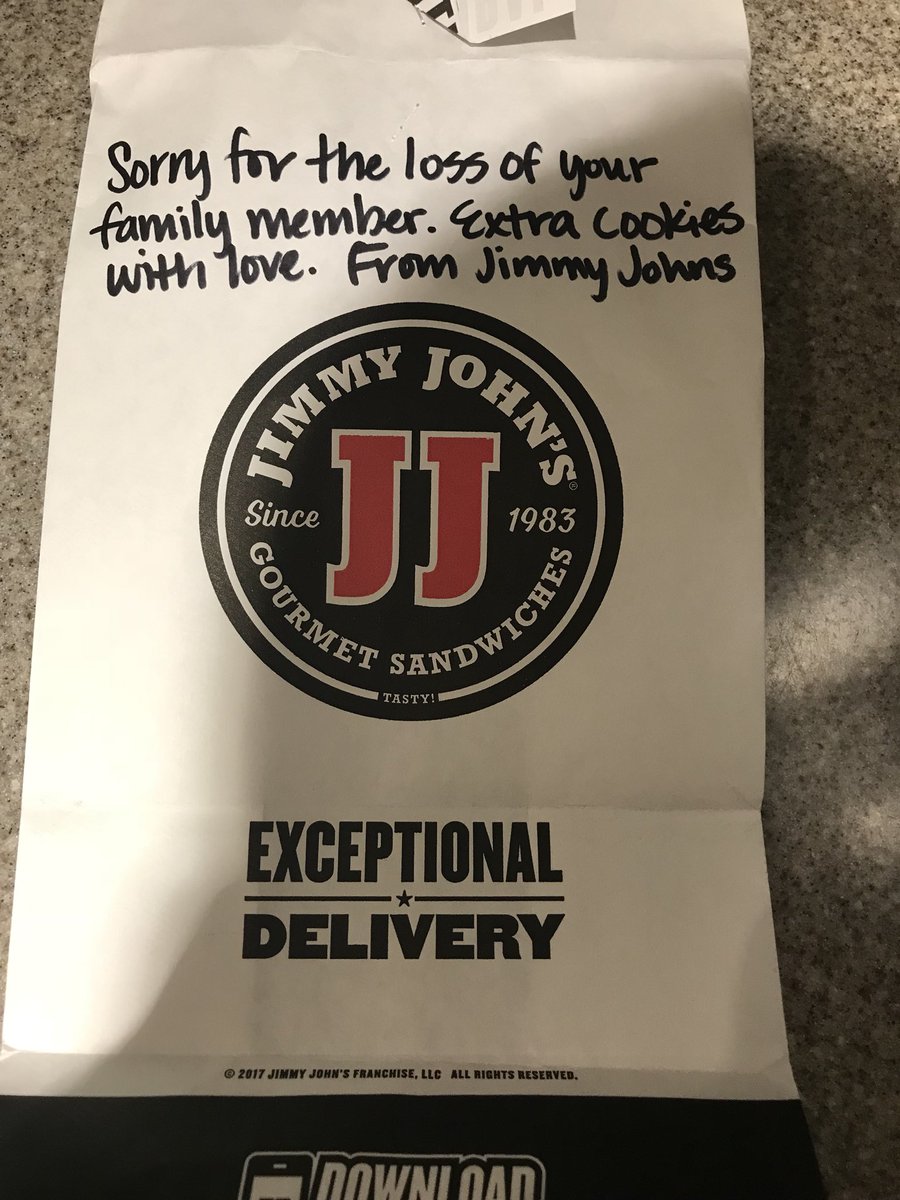 Sorry for the loss of your
family member. Extra cookies
with love. From Jimmy Johns
JIMMY JOHN'S®
JJ
Since 1983
GOURMET SANDWICHES
TASTY!
EXCEPTIONAL
DELIVERY
© 2017 JIMMY JOHN'S FRANCHISE, LLC ALL RIGHTS RESERVED.
DOWNLOAD